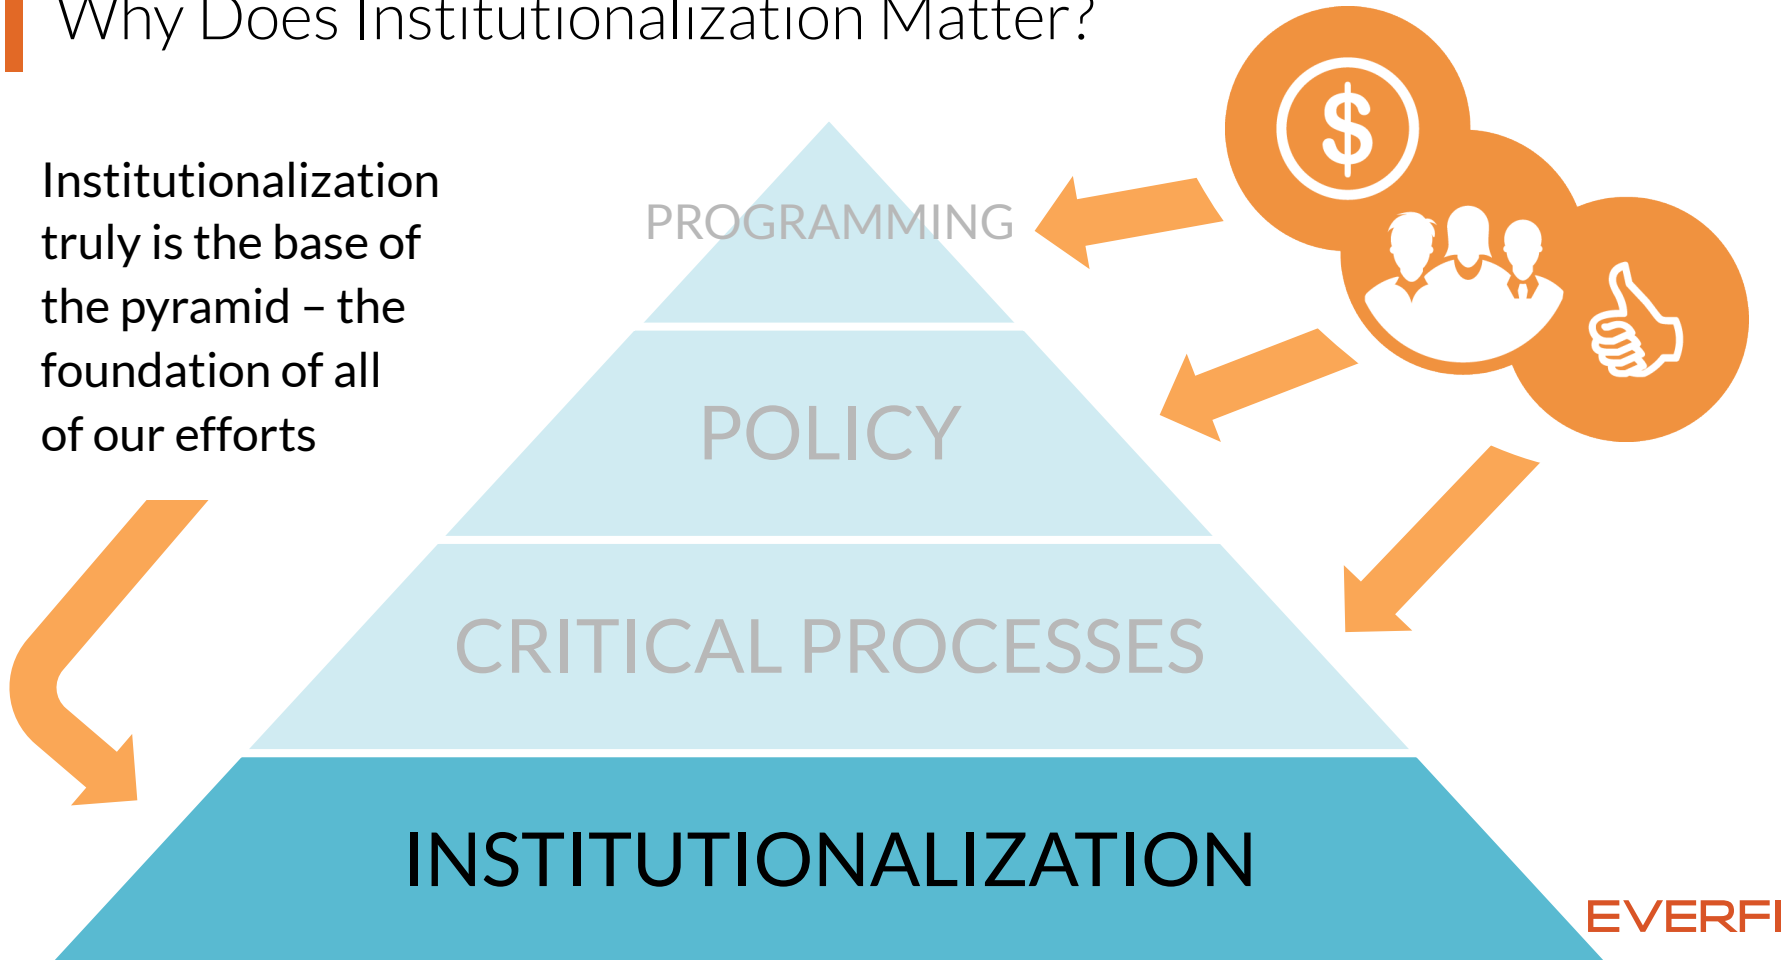 Why Does Institutionalization Matter?
Institutionalization
truly is the base of
the pyramid – the
foundation of all
of our efforts
PROGRAMMING
$
POLICY
CRITICAL PROCESSES
INSTITUTIONALIZATION
EVERFI